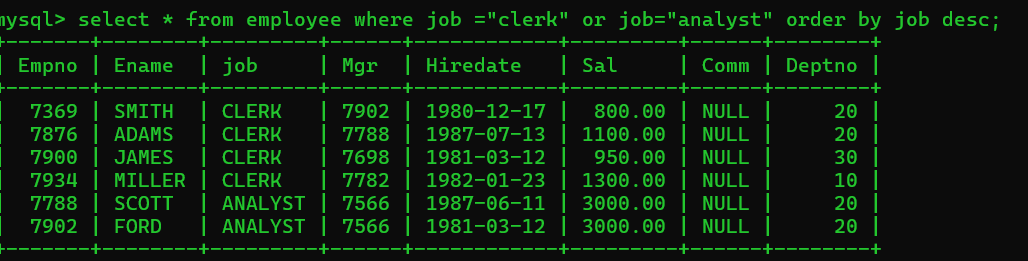 mysql> select * from employee where job ="clerk" or job="analyst" order by job desc;
+-------+--------+---------+------+------------+---------+------+--------+
| Empno | Ename  | job     | Mgr  | Hiredate   | Sal     | Comm | Deptno |
+-------+--------+---------+------+------------+---------+------+--------+
|  7369 | SMITH  | CLERK   | 7902 | 1980-12-17 |  800.00 | NULL |     20 |
|  7876 | ADAMS  | CLERK   | 7788 | 1987-07-13 | 1100.00 | NULL |     20 |
|  7900 | JAMES  | CLERK   | 7698 | 1981-03-12 |  950.00 | NULL |     30 |
|  7934 | MILLER | CLERK   | 7782 | 1982-01-23 | 1300.00 | NULL |     10 |
|  7788 | SCOTT  | ANALYST | 7566 | 1987-06-11 | 3000.00 | NULL |     20 |
|  7902 | FORD   | ANALYST | 7566 | 1981-03-12 | 3000.00 | NULL |     20 |
+-------+--------+---------+------+------------+---------+------+--------+